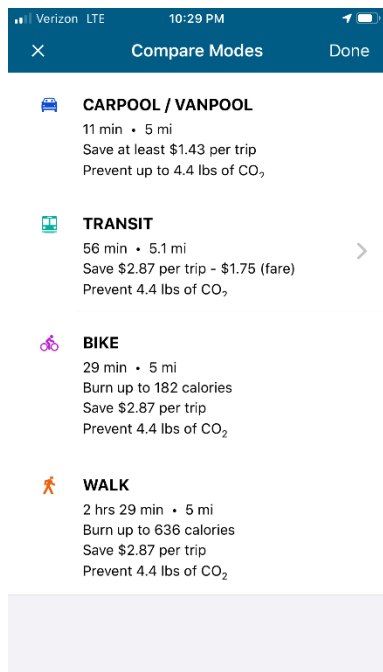 Verizon LTE 10:29 PM
Compare Modes Done
CARPOOL / VANPOOL
11 min • 5 mi
Save at least $1.43 per trip
Prevent up to 4.4 lbs of CO₂
TRANSIT
56 min • 5.1 mi
Save $2.87 per trip - $1.75 (fare)
Prevent 4.4 lbs of CO₂
BIKE
29 min • 5 mi
Burn up to 182 calories
Save $2.87 per trip
Prevent 4.4 lbs of CO₂
WALK
2 hrs 29 min • 5 mi
Burn up to 636 calories
Save $2.87 per trip
Prevent 4.4 lbs of CO₂